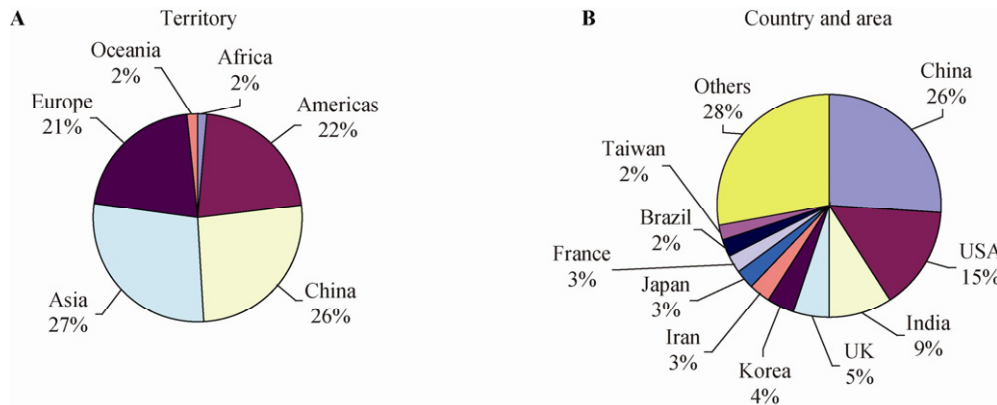 A
Territory
Oceania
2%
Africa
2%
Europe
21%
Americas
22%
Asia
27%
China
26%
B
Country and area
Others
28%
China
26%
Taiwan
2%
Brazil
2%
France
3%
Japan
3%
Iran
3%
Korea
4%
UK
5%
India
9%
USA
15%